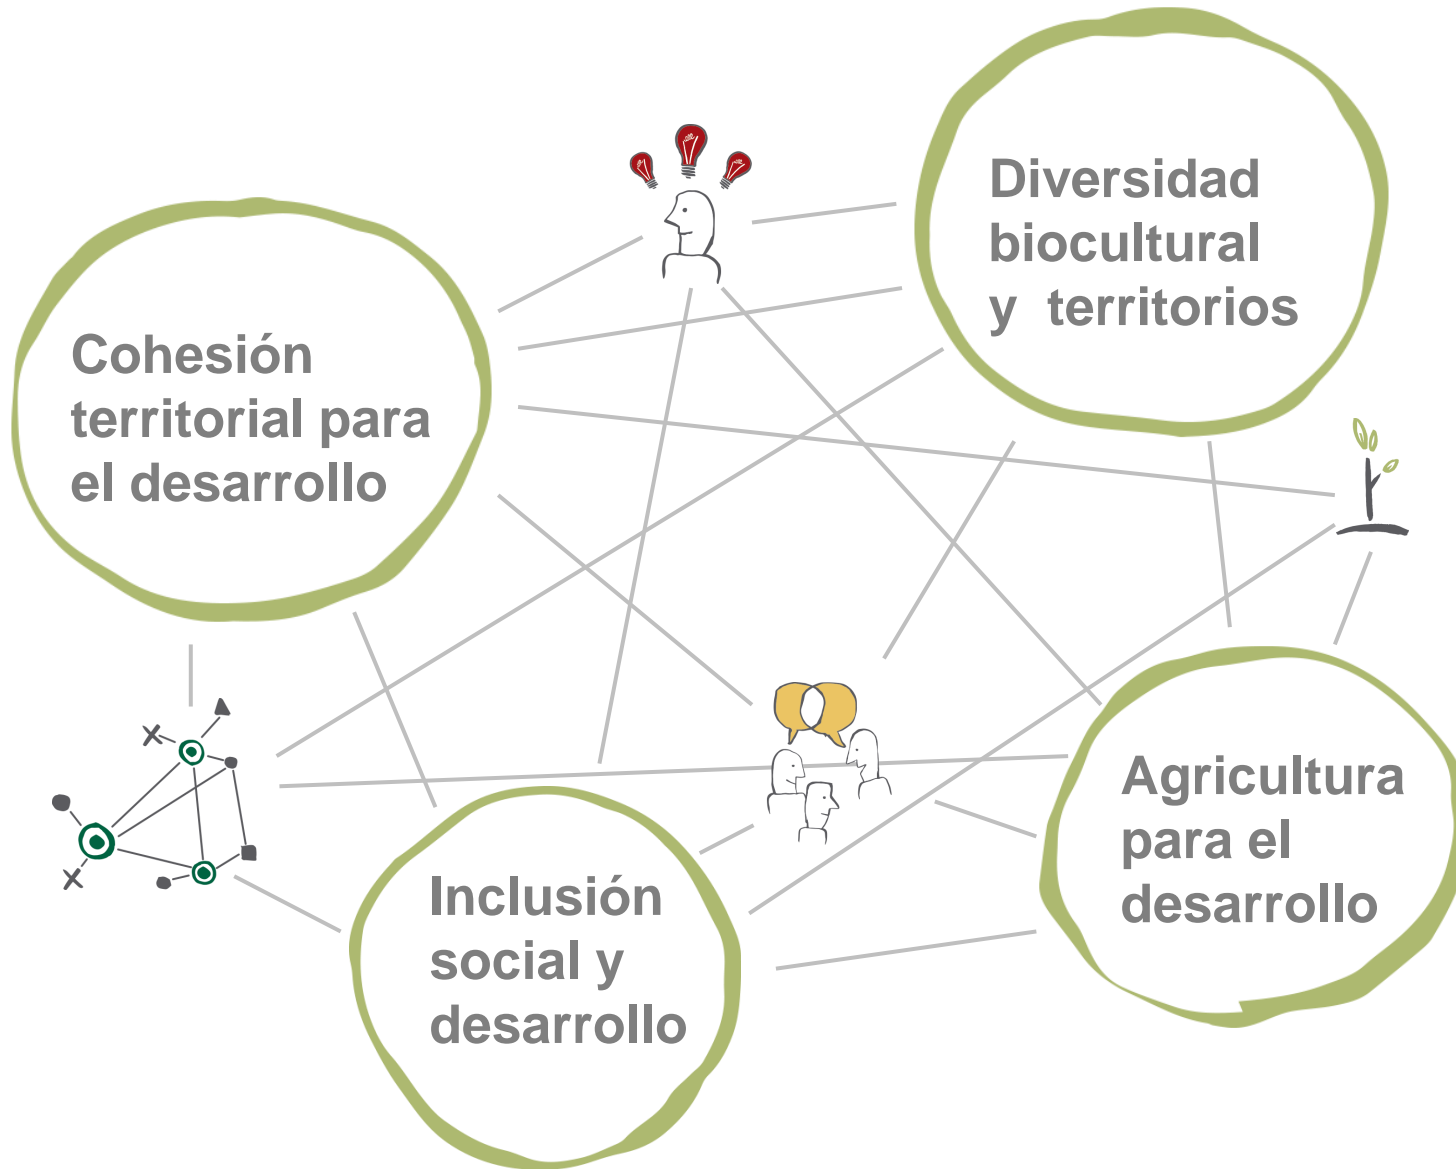 Diversidad
biocultural
y territorios
Cohesión
territorial para
el desarrollo
Agricultura
para el
desarrollo
Inclusión
social y
desarrollo